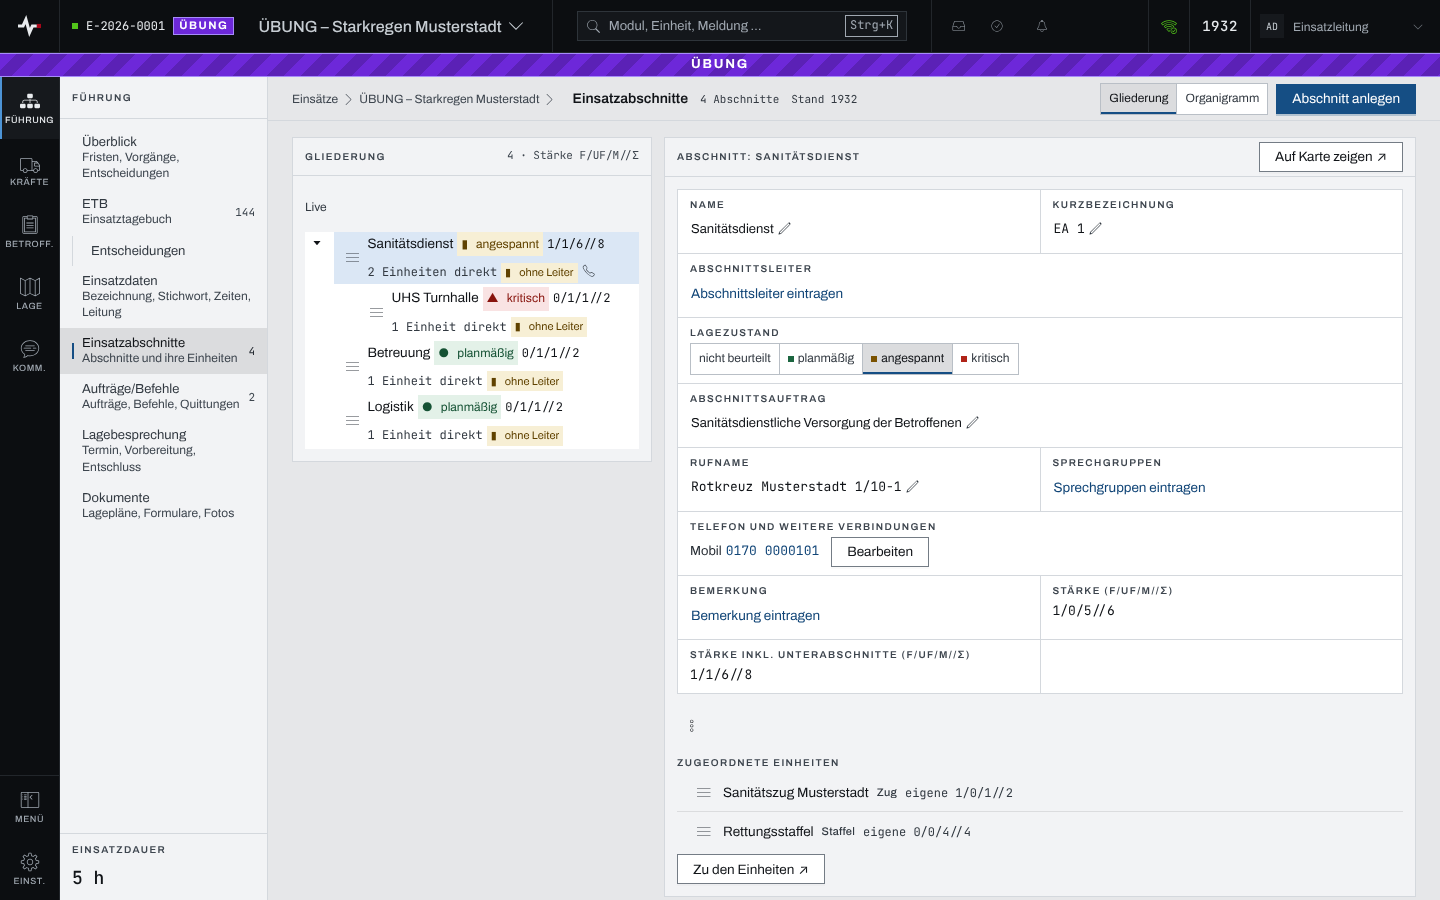 E-2026-0001 ÜBUNG ÜBUNG – Starkregen Musterstadt
Modul, Einheit, Meldung ... Strg+K
1932 AD Einsatzleitung
ÜBUNG
FÜHRUNG
KRÄFTE
BETROFF.
LAGE
KOMM.
MENÜ
EINST.
FÜHRUNG
Überblick
Fristen, Vorgänge,
Entscheidungen
ETB
Einsatztagebuch 144
Entscheidungen
Einsatzdaten
Bezeichnung, Stichwort, Zeiten,
Leitung
Einsatzabschnitte
Abschnitte und ihre Einheiten 4
Aufträge/Befehle
Aufträge, Befehle, Quittungen 2
Lagebesprechung
Termin, Vorbereitung,
Entschluss
Dokumente
Lagepläne, Formulare, Fotos
EINSATZDAUER
5 h
Einsätze ÜBUNG – Starkregen Musterstadt Einsatzabschnitte 4 Abschnitte Stand 1932
Gliederung Organigramm Abschnitt anlegen
GLIEDERUNG 4 · Stärke F/UF/M//Σ
Live
Sanitätsdienst angespannt 1/1/6//8
2 Einheiten direkt ohne Leiter
UHS Turnhalle kritisch 0/1/1//2
1 Einheit direkt ohne Leiter
Betreuung planmäßig 0/1/1//2
1 Einheit direkt ohne Leiter
Logistik planmäßig 0/1/1//2
1 Einheit direkt ohne Leiter
ABSCHNITT: SANITÄTSDIENST Auf Karte zeigen ↗
NAME
Sanitätsdienst
KURZBEZEICHNUNG
EA 1
ABSCHNITTSLEITER
Abschnittsleiter eintragen
LAGEZUSTAND
nicht beurteilt planmäßig angespannt kritisch
ABSCHNITTSAUFTRAG
Sanitätsdienstliche Versorgung der Betroffenen
RUFNAME
Rotkreuz Musterstadt 1/10-1
SPRECHGRUPPEN
Sprechgruppen eintragen
TELEFON UND WEITERE VERBINDUNGEN
Mobil 0170 0000101 Bearbeiten
BEMERKUNG
Bemerkung eintragen
STÄRKE (F/UF/M//Σ)
1/0/5//6
STÄRKE INKL. UNTERABSCHNITTE (F/UF/M//Σ)
1/1/6//8
ZUGEORDNETE EINHEITEN
Sanitätszug Musterstadt Zug eigene 1/0/1//2
Rettungsstaffel Staffel eigene 0/0/4//4
Zu den Einheiten ↗